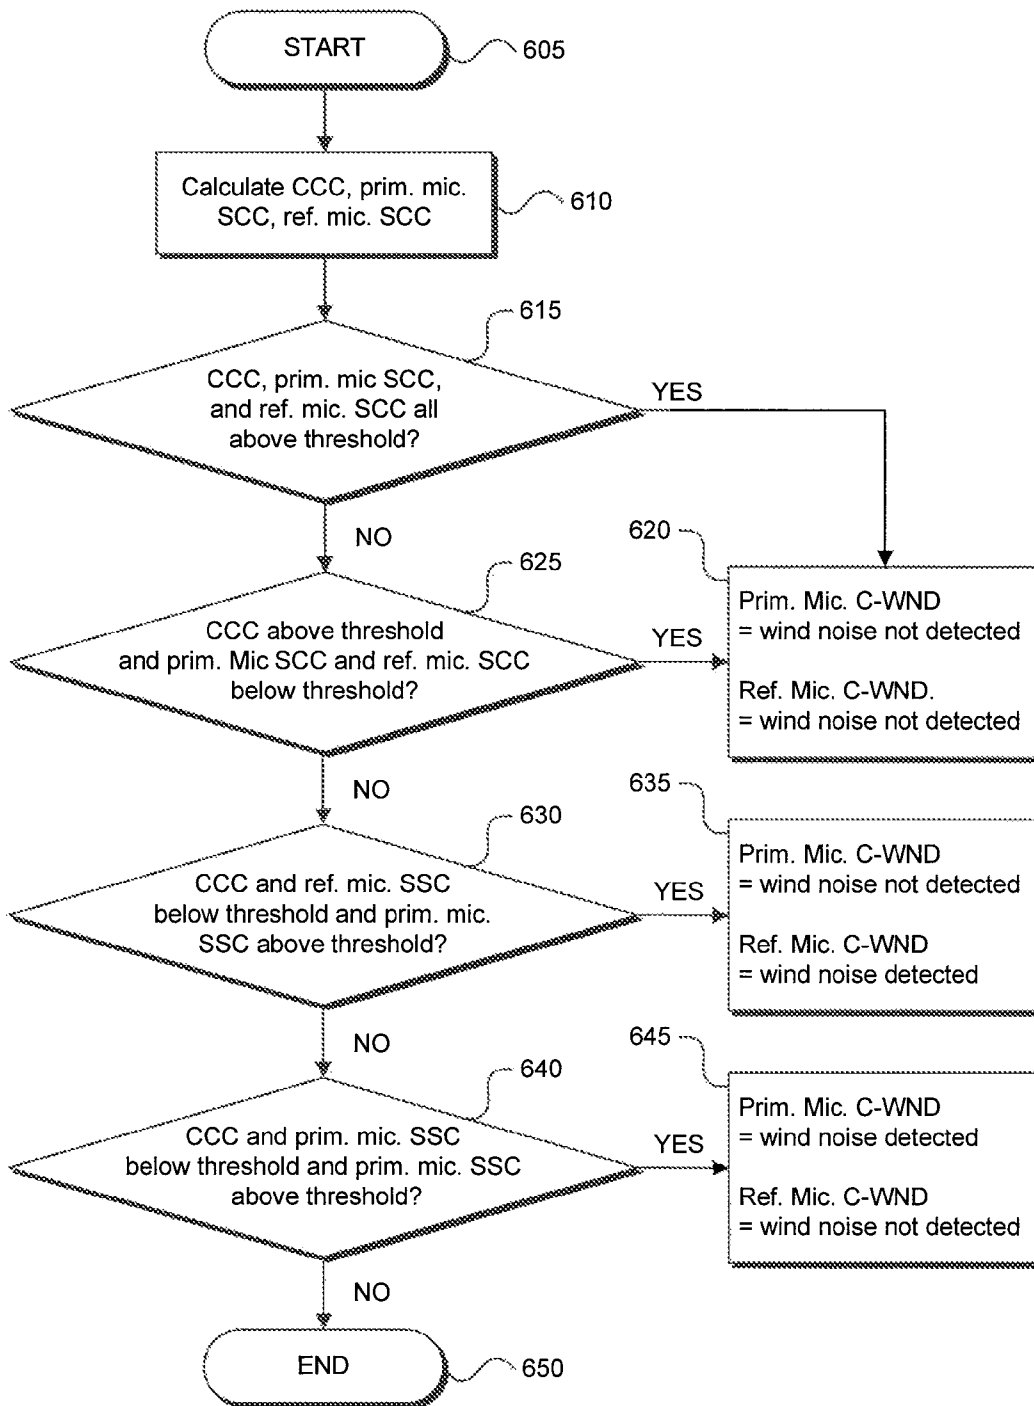 START
605
Calculate CCC, prim. mic.
SCC, ref. mic. SCC
610
615
CCC, prim. mic SCC,
and ref. mic. SCC all
above threshold?
YES
NO
620
625
CCC above threshold
and prim. Mic SCC and ref. mic. SCC
below threshold?
YES
Prim. Mic. C-WND
= wind noise not detected
Ref. Mic. C-WND.
= wind noise not detected
NO
630
635
CCC and ref. mic. SSC
below threshold and prim. mic.
SSC above threshold?
YES
Prim. Mic. C-WND
= wind noise not detected
Ref. Mic. C-WND
= wind noise detected
NO
640
645
CCC and prim. mic. SSC
below threshold and prim. mic. SSC
above threshold?
YES
Prim. Mic. C-WND
= wind noise detected
Ref. Mic. C-WND
= wind noise not detected
NO
END
650